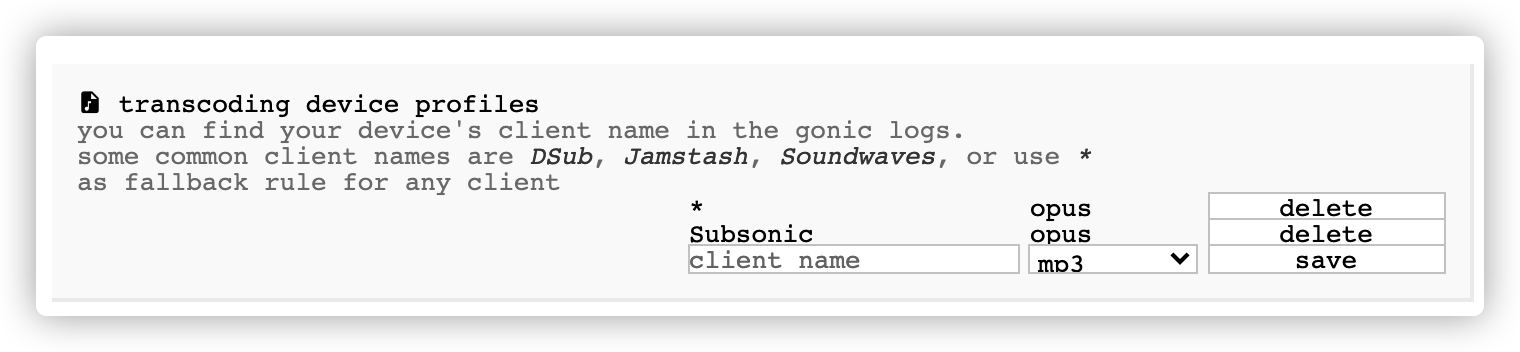 transcoding device profiles
you can find your device's client name in the gonic logs.
some common client names are DSub, Jamstash, Soundwaves, or use *
as fallback rule for any client
* opus delete
Subsonic opus delete
client name mp3 save